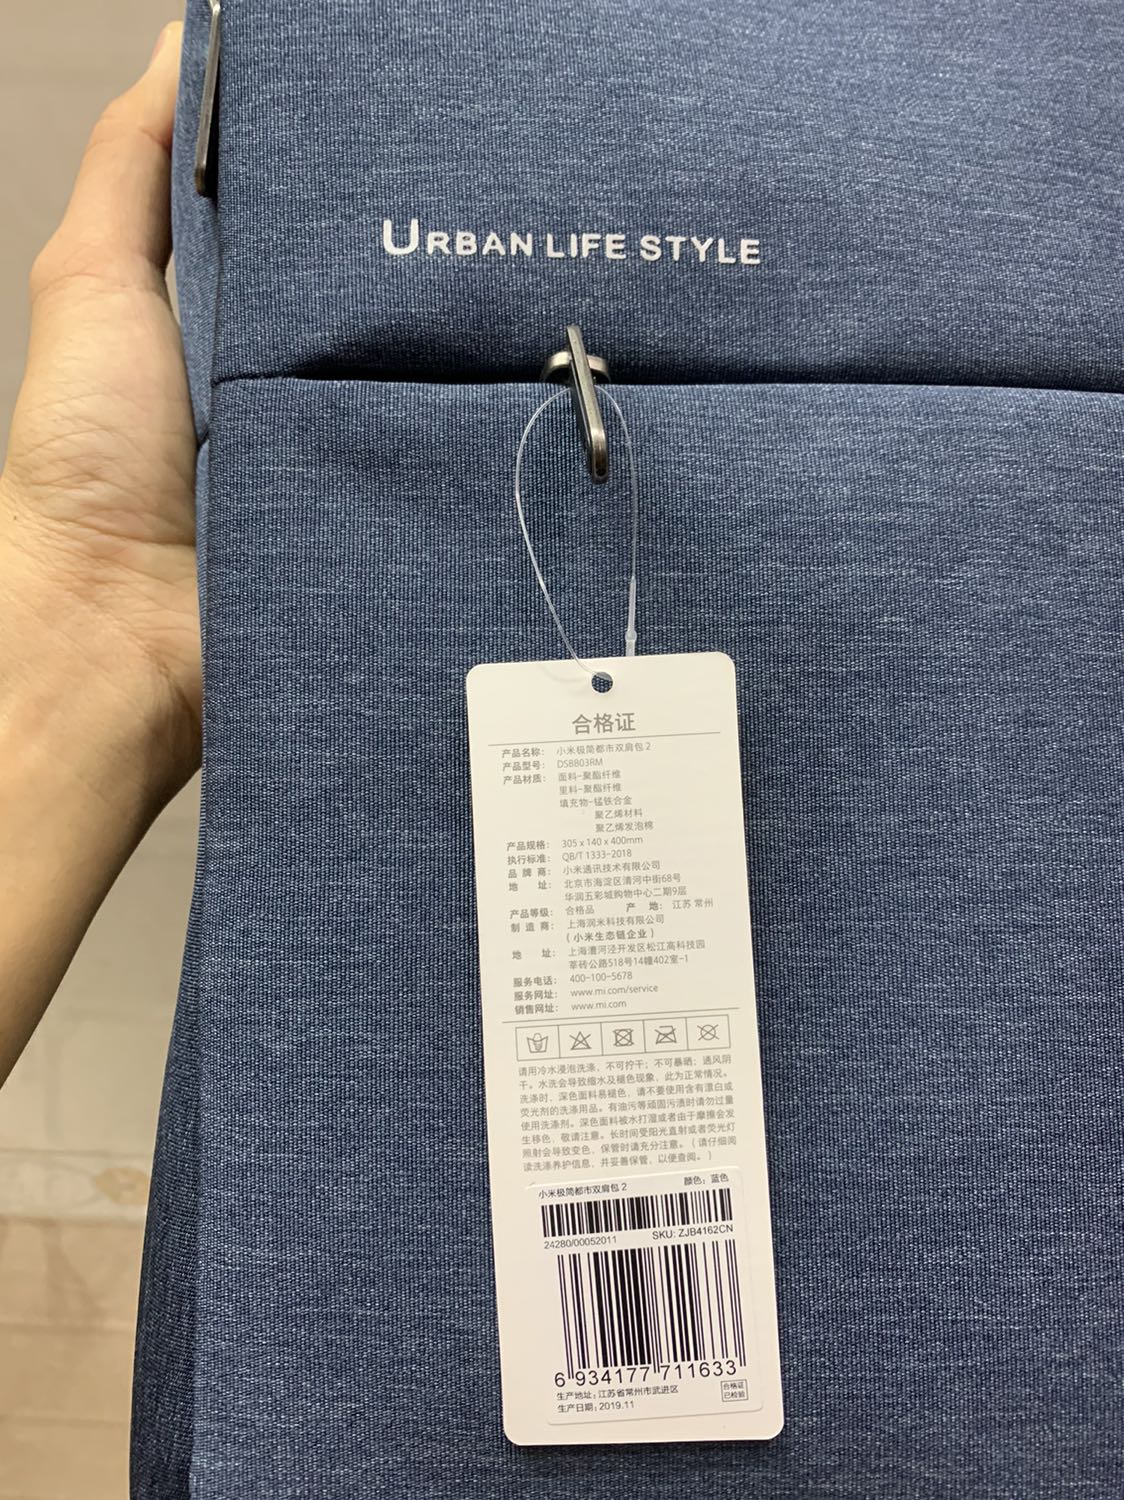 URBAN LIFE STYLE
合格证
产品名称： 小米极简都市双肩包 2
产品型号： DSBB03RM
产品材质： 面料-聚酯纤维
里料-聚酯纤维
填充物-锰铁合金
聚乙烯材料
聚乙烯发泡棉
产品规格： 305 x 140 x 400mm
执行标准： QB/T 1333-2018
品 牌 商： 小米通讯技术有限公司
地 址： 北京市海淀区清河中街68号
华润五彩城购物中心二期9层
产品等级： 合格品 产 地： 江苏 常州
制 造 商： 上海润米科技有限公司
（ 小米生态链企业 ）
地 址： 上海漕河泾开发区松江高科技园
莘砖公路518号14幢402室-1
服务电话： 400-100-5678
服务网址： www.mi.com/service
销售网址： www.mi.com
请用冷水浸泡洗涤，不可拧干；不可暴晒；通风阴
干。水洗会导致缩水及褪色现象，此为正常情况。
洗涤时，深色面料易褪色，请不要使用含有漂白或
荧光剂的洗涤用品。有油污等顽固污渍时请勿过量
使用洗涤剂。深色面料被水打湿或者由于摩擦会发
生移色，敬请注意。长时间受阳光直射或者荧光灯
照射会导致变色，保管时请充分注意。（ 请仔细阅
读洗涤养护信息，并妥善保管，以便查阅。）
小米极简都市双肩包 2 颜色：蓝色
24280/00052011 SKU: ZJB4162CN
6 934177 711633
生产地址：江苏省常州市武进区
生产日期：2019.11
合格证
已检验